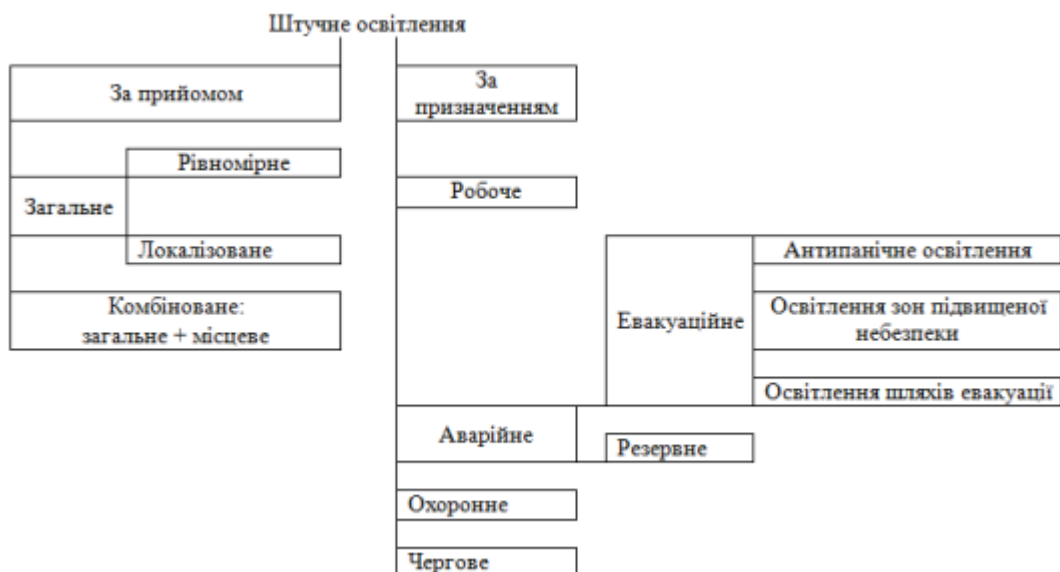 Штучне освітлення
За прийомом
За
призначенням
Рівномірне
Загальне
Локалізоване
Комбіноване:
загальне + місцеве
Робоче
Евакуаційне
Антипанічне освітлення
Освітлення зон підвищеної
небезпеки
Освітлення шляхів евакуації
Аварійне
Резервне
Охоронне
Чергове